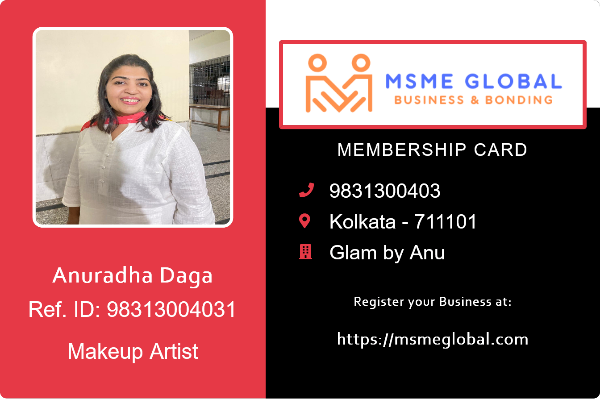 Anuradha Daga
Ref. ID: 98313004031
Makeup Artist
MSME GLOBAL
BUSINESS & BONDING
MEMBERSHIP CARD
9831300403
Kolkata - 711101
Glam by Anu
Register your Business at:
https://msmeglobal.com